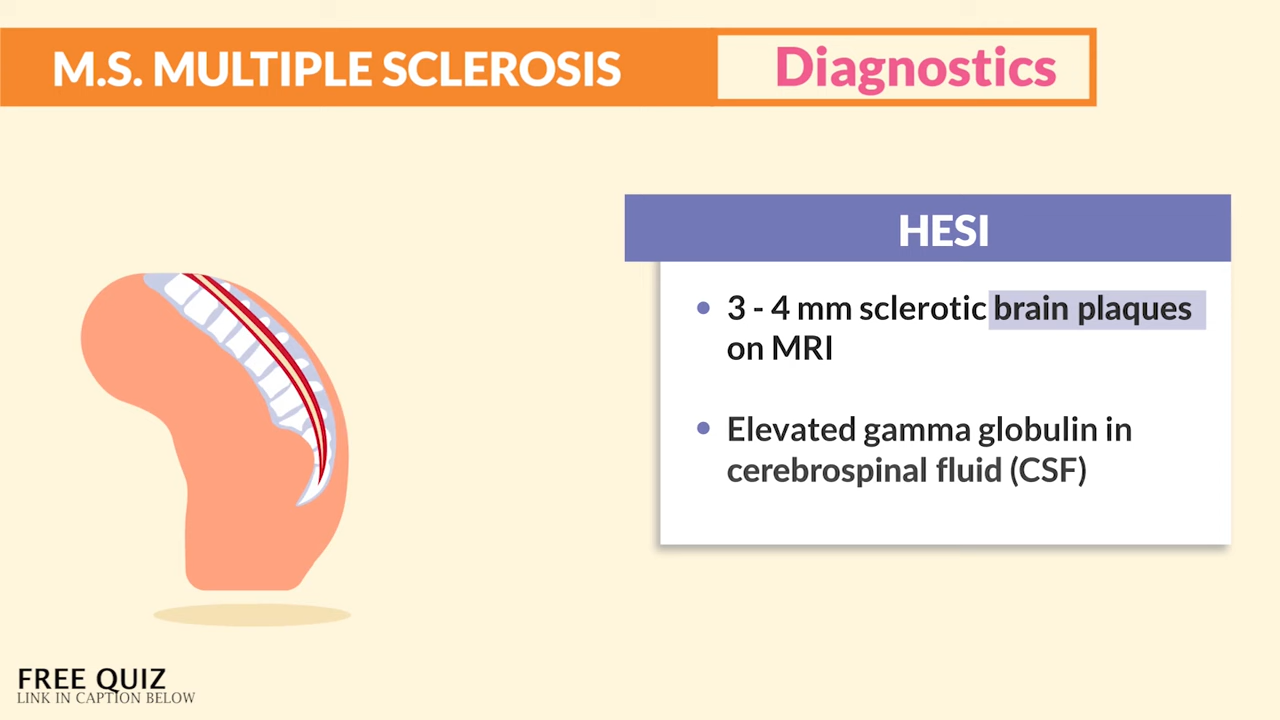 M.S. MULTIPLE SCLEROSIS
Diagnostics
HESI
• 3 - 4 mm sclerotic brain plaques
on MRI
• Elevated gamma globulin in
cerebrospinal fluid (CSF)
FREE QUIZ
LINK IN CAPTION BELOW